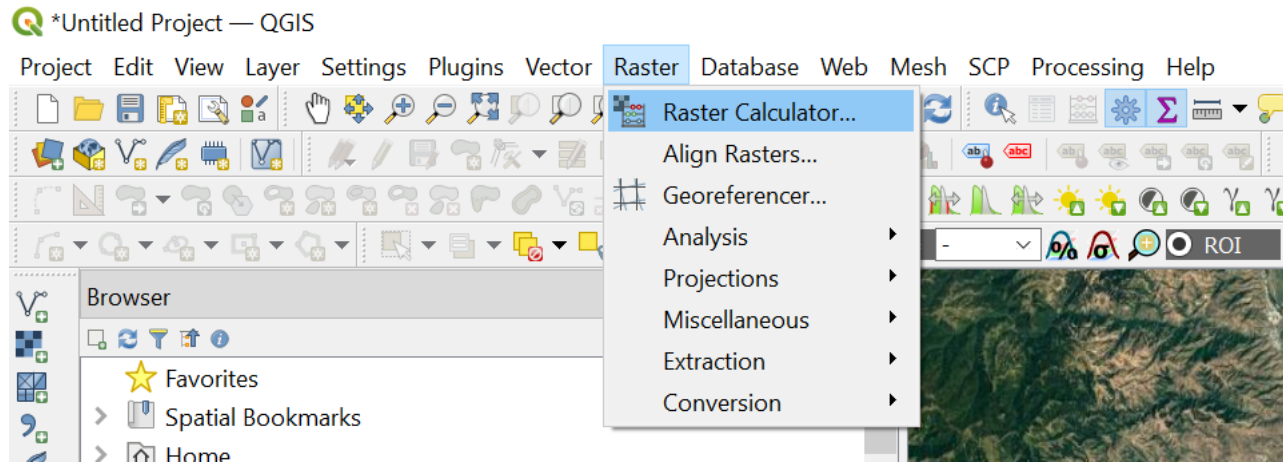 *Untitled Project — QGIS
Project Edit View Layer Settings Plugins Vector Raster Database Web Mesh SCP Processing Help
Raster Calculator...
Align Rasters...
Georeferencer...
Analysis
Projections
Miscellaneous
Extraction
Conversion
- ROI
Browser
Favorites
Spatial Bookmarks
Home